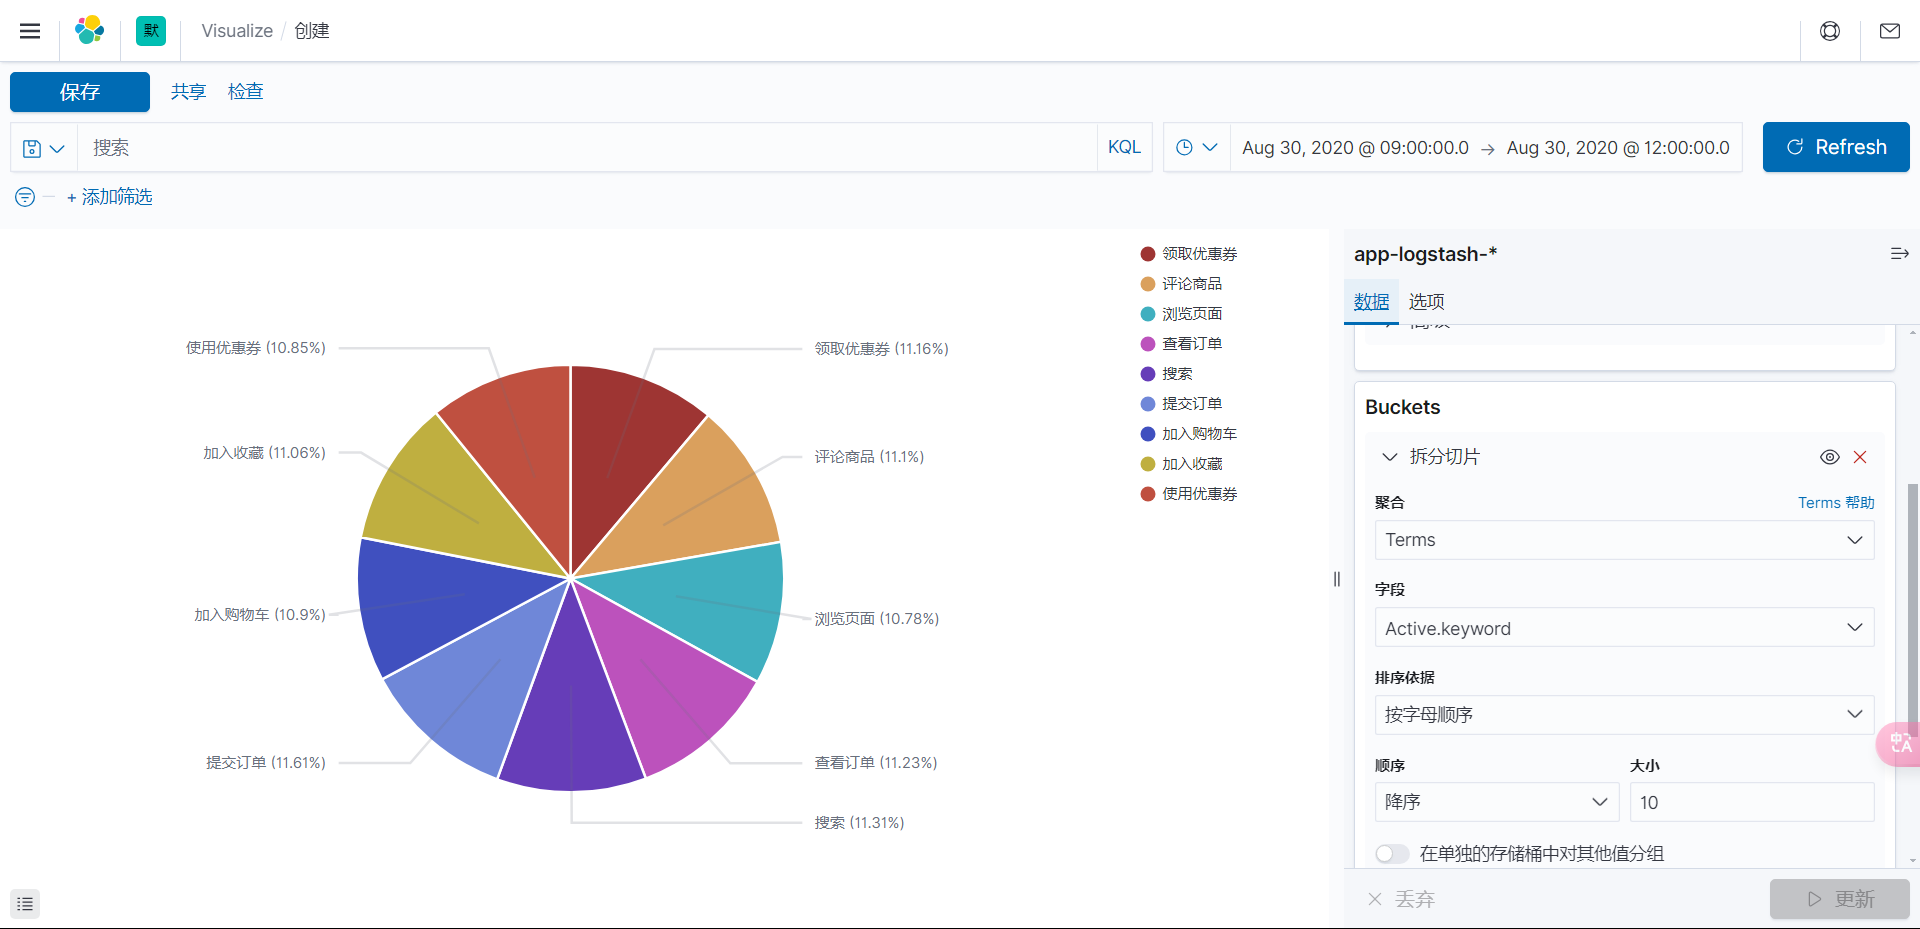 默
Visualize / 创建
保存 共享 检查
搜索 KQL
Aug 30, 2020 @ 09:00:00.0 → Aug 30, 2020 @ 12:00:00.0
Refresh
+ 添加筛选
使用优惠券 (10.85%)
领取优惠券 (11.16%)
加入收藏 (11.06%)
评论商品 (11.1%)
加入购物车 (10.9%)
浏览页面 (10.78%)
提交订单 (11.61%)
查看订单 (11.23%)
搜索 (11.31%)
领取优惠券
评论商品
浏览页面
查看订单
搜索
提交订单
加入购物车
加入收藏
使用优惠券
app-logstash-*
数据 选项
Buckets
拆分切片
聚合 Terms 帮助
Terms
字段
Active.keyword
排序依据
按字母顺序
顺序 大小
降序 10
在单独的存储桶中对其他值分组
丢弃 更新
中A